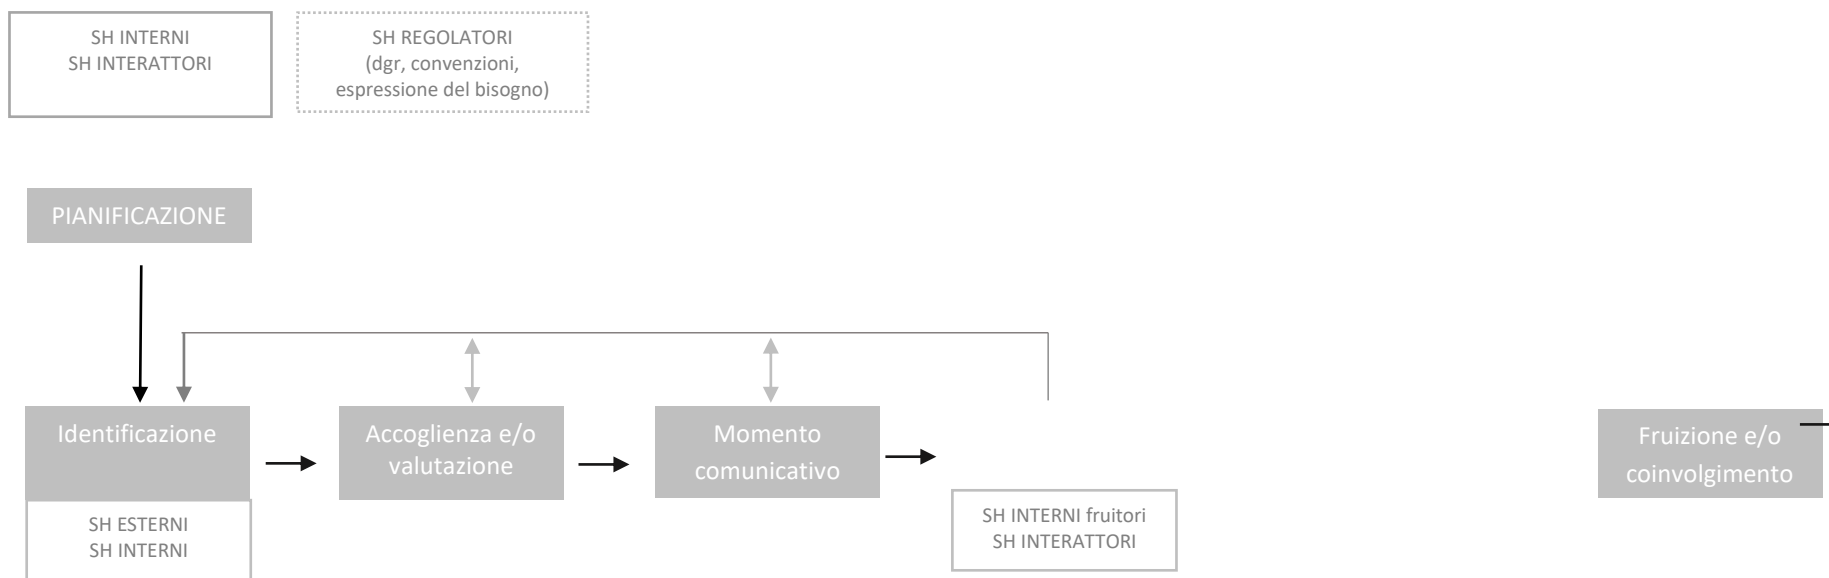 SH INTERNI
SH INTERATTORI
SH REGOLATORI
(dgr, convenzioni,
espressione del bisogno)
PIANIFICAZIONE
Identificazione
Accoglienza e/o
valutazione
Momento
comunicativo
Fruizione e/o
coinvolgimento
SH ESTERNI
SH INTERNI
SH INTERNI fruitori
SH INTERATTORI